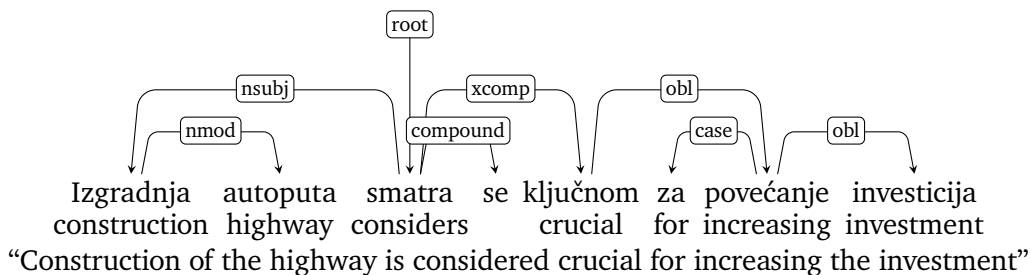 root
nsubj xcomp obl
nmod compound case obl
Izgradnja autoputa smatra se ključnom za povećanje investicija
construction highway considers crucial for increasing investment
“Construction of the highway is considered crucial for increasing the investment”